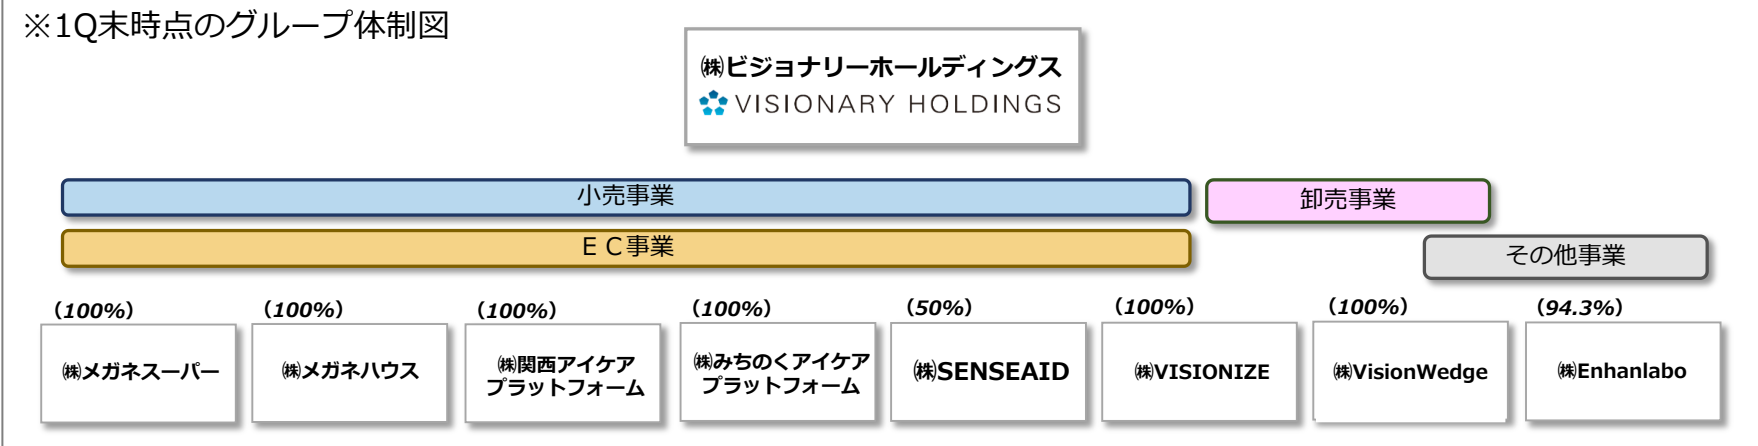 ※1Q末時点のグループ体制図
㈱ビジョナリーホールディングス
VISIONARY HOLDINGS
小売事業
卸売事業
ＥＣ事業
その他事業
（100%）
（100%）
（100%）
（100%）
（50%）
（100%）
（100%）
（94.3%）
㈱メガネスーパー
㈱メガネハウス
㈱関西アイケア
プラットフォーム
㈱みちのくアイケア
プラットフォーム
㈱SENSEAID
㈱VISIONIZE
㈱VisionWedge
㈱Enhanlabo